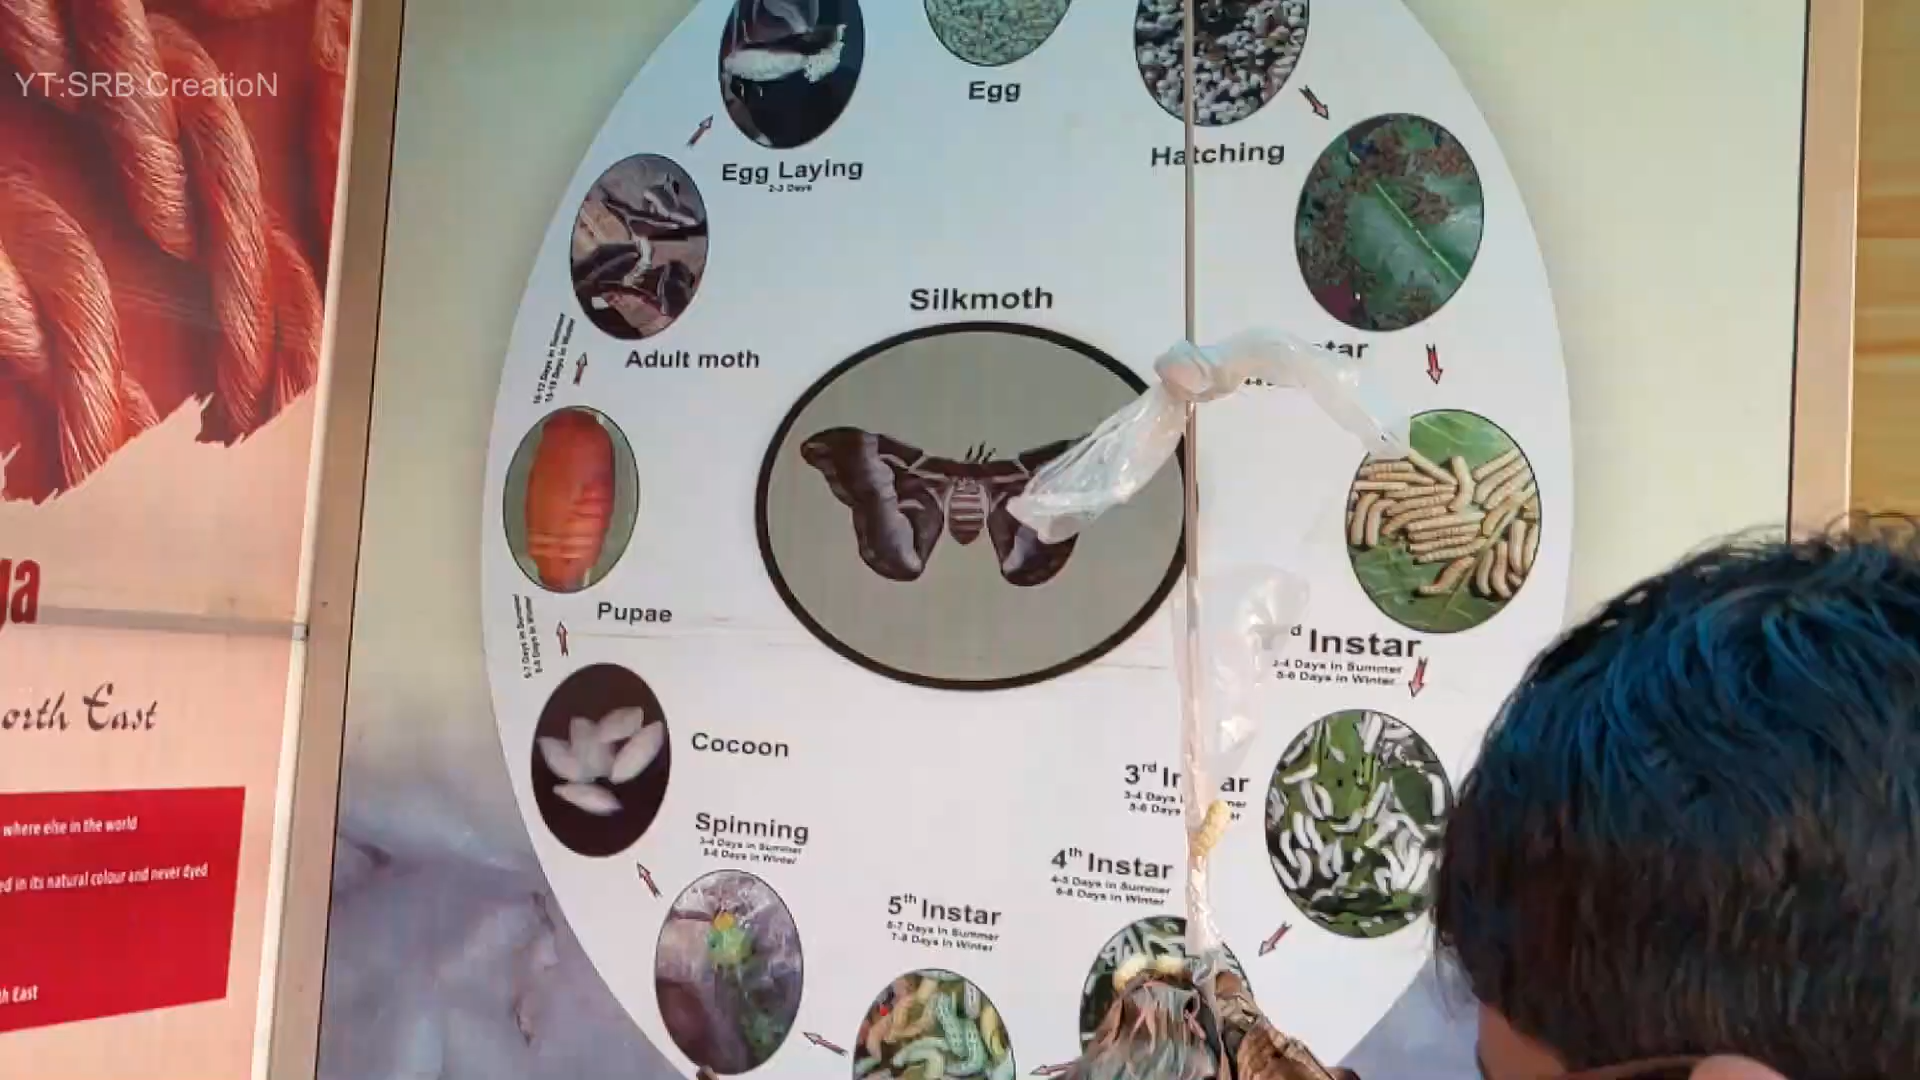 YT:SRB CreatioN
Egg
Hatching
Egg Laying
2-3 Days
Silkmoth
Adult moth
Pupae
Instar
3-4 Days in Summer
5-6 Days in Winter
Cocoon
3rd
4th Instar
4-5 Days in Summer
6-8 Days in Winter
Spinning
3-4 Days in Summer
5-6 Days in Winter
5th Instar
6-7 Days in Summer
7-8 Days in Winter
orth East
where else in the world
ed in its natural colour and never dyed
h East